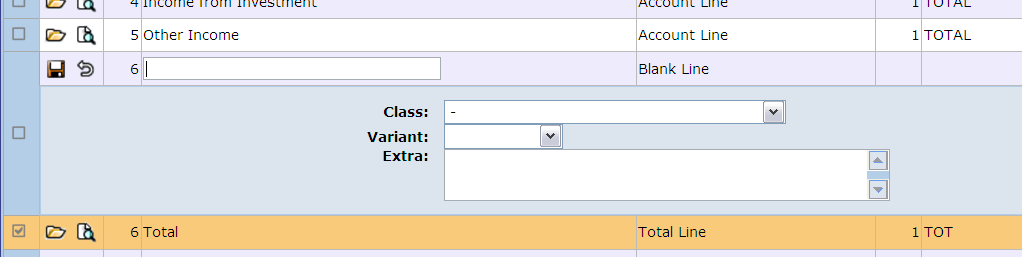 4 Income from Investment Account Line 1 TOTAL
5 Other Income Account Line 1 TOTAL
6 Blank Line
Class: -
Variant:
Extra:
6 Total Total Line 1 TOT